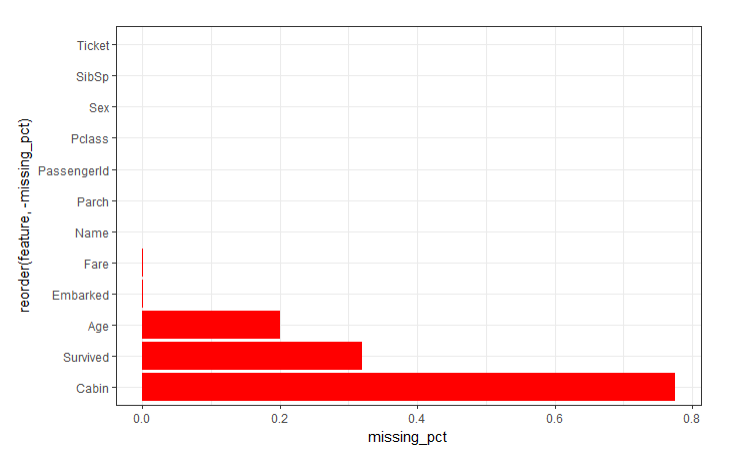 reorder(feature, -missing_pct)
Ticket
SibSp
Sex
Pclass
PassengerId
Parch
Name
Fare
Embarked
Age
Survived
Cabin
0.0 0.2 0.4 0.6 0.8
missing_pct